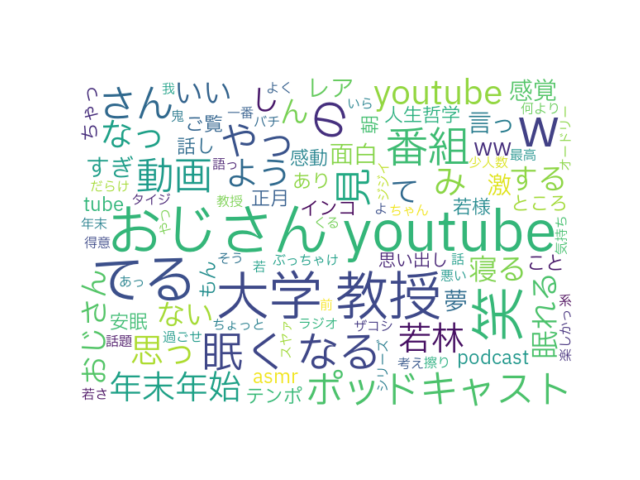 ちゃっ
さん
いい
し
ん
レア
youtube
感覚
我
よく
鬼
ご覧
一番
バチ
いら
朝
人生哲学
何より
オードリー
なっ
やっ
の
番組
言っ
w
ww
話し
語っ
感動
面白
少人数
最高
すぎ
動画
よう
あり
見
ジジイ
て
み
激
する
だらけ
tube
タイジ
教授
正月
インコ
よ
ちゃん
若様
ところ
年末
得意
やつ
おじさん
youtube
気持ち
くる
てる
大学
教授
笑
もん
そう
若
ぶっちゃけ
思い出し
話
悪い
寝る
こと
あっ
おじさん
安眠
ない
ちょっと
ラジオ
前
ザコシ
夢
眠れる
話題
過ごせ
思っ
眠くなる
スヤァ
シリーズ
若林
考え
擦り
podcast
楽しかっ
系
若さ
年末年始
asmr
テンポ
ポッドキャスト